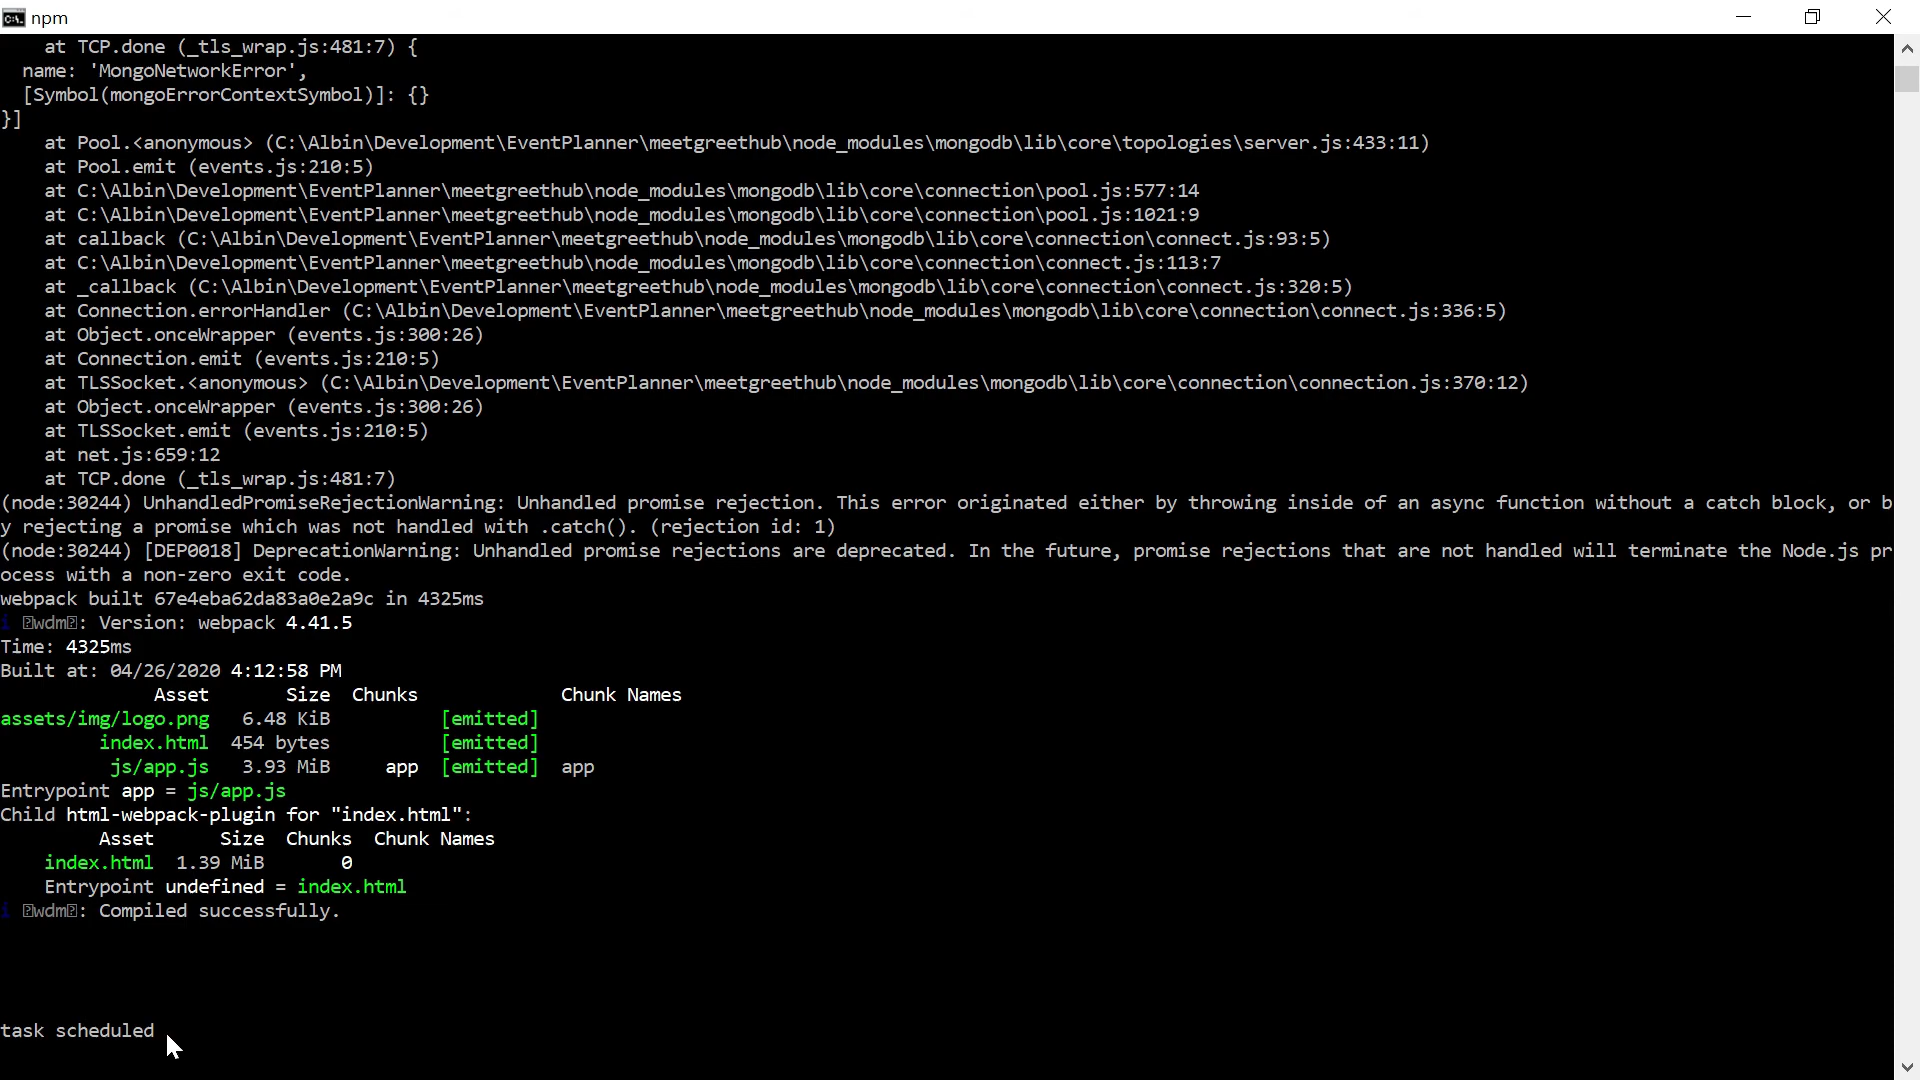 npm
at TCP.done (_tls_wrap.js:481:7) {
name: 'MongoNetworkError',
[Symbol(mongoErrorContextSymbol)]: {}
}]
at Pool.<anonymous> (C:\Albin\Development\EventPlanner\meetgreethub\node_modules\mongodb\lib\core\topologies\server.js:433:11)
at Pool.emit (events.js:210:5)
at C:\Albin\Development\EventPlanner\meetgreethub\node_modules\mongodb\lib\core\connection\pool.js:577:14
at C:\Albin\Development\EventPlanner\meetgreethub\node_modules\mongodb\lib\core\connection\pool.js:1021:9
at callback (C:\Albin\Development\EventPlanner\meetgreethub\node_modules\mongodb\lib\core\connection\connect.js:93:5)
at C:\Albin\Development\EventPlanner\meetgreethub\node_modules\mongodb\lib\core\connection\connect.js:113:7
at _callback (C:\Albin\Development\EventPlanner\meetgreethub\node_modules\mongodb\lib\core\connection\connect.js:320:5)
at Connection.errorHandler (C:\Albin\Development\EventPlanner\meetgreethub\node_modules\mongodb\lib\core\connection\connect.js:336:5)
at Object.onceWrapper (events.js:300:26)
at Connection.emit (events.js:210:5)
at TLSSocket.<anonymous> (C:\Albin\Development\EventPlanner\meetgreethub\node_modules\mongodb\lib\core\connection\connection.js:370:12)
at Object.onceWrapper (events.js:300:26)
at TLSSocket.emit (events.js:210:5)
at net.js:659:12
at TCP.done (_tls_wrap.js:481:7)
(node:30244) UnhandledPromiseRejectionWarning: Unhandled promise rejection. This error originated either by throwing inside of an async function without a catch block, or b
y rejecting a promise which was not handled with .catch(). (rejection id: 1)
(node:30244) [DEP0018] DeprecationWarning: Unhandled promise rejections are deprecated. In the future, promise rejections that are not handled will terminate the Node.js pr
ocess with a non-zero exit code.
webpack built 67e4eba62da83a0e2a9c in 4325ms
i ⍰wdm⍰: Version: webpack 4.41.5
Time: 4325ms
Built at: 04/26/2020 4:12:58 PM
Asset Size Chunks Chunk Names
assets/img/logo.png 6.48 KiB [emitted]
index.html 454 bytes [emitted]
js/app.js 3.93 MiB app [emitted] app
Entrypoint app = js/app.js
Child html-webpack-plugin for "index.html":
Asset Size Chunks Chunk Names
index.html 1.39 MiB 0
Entrypoint undefined = index.html
i ⍰wdm⍰: Compiled successfully.
task scheduled